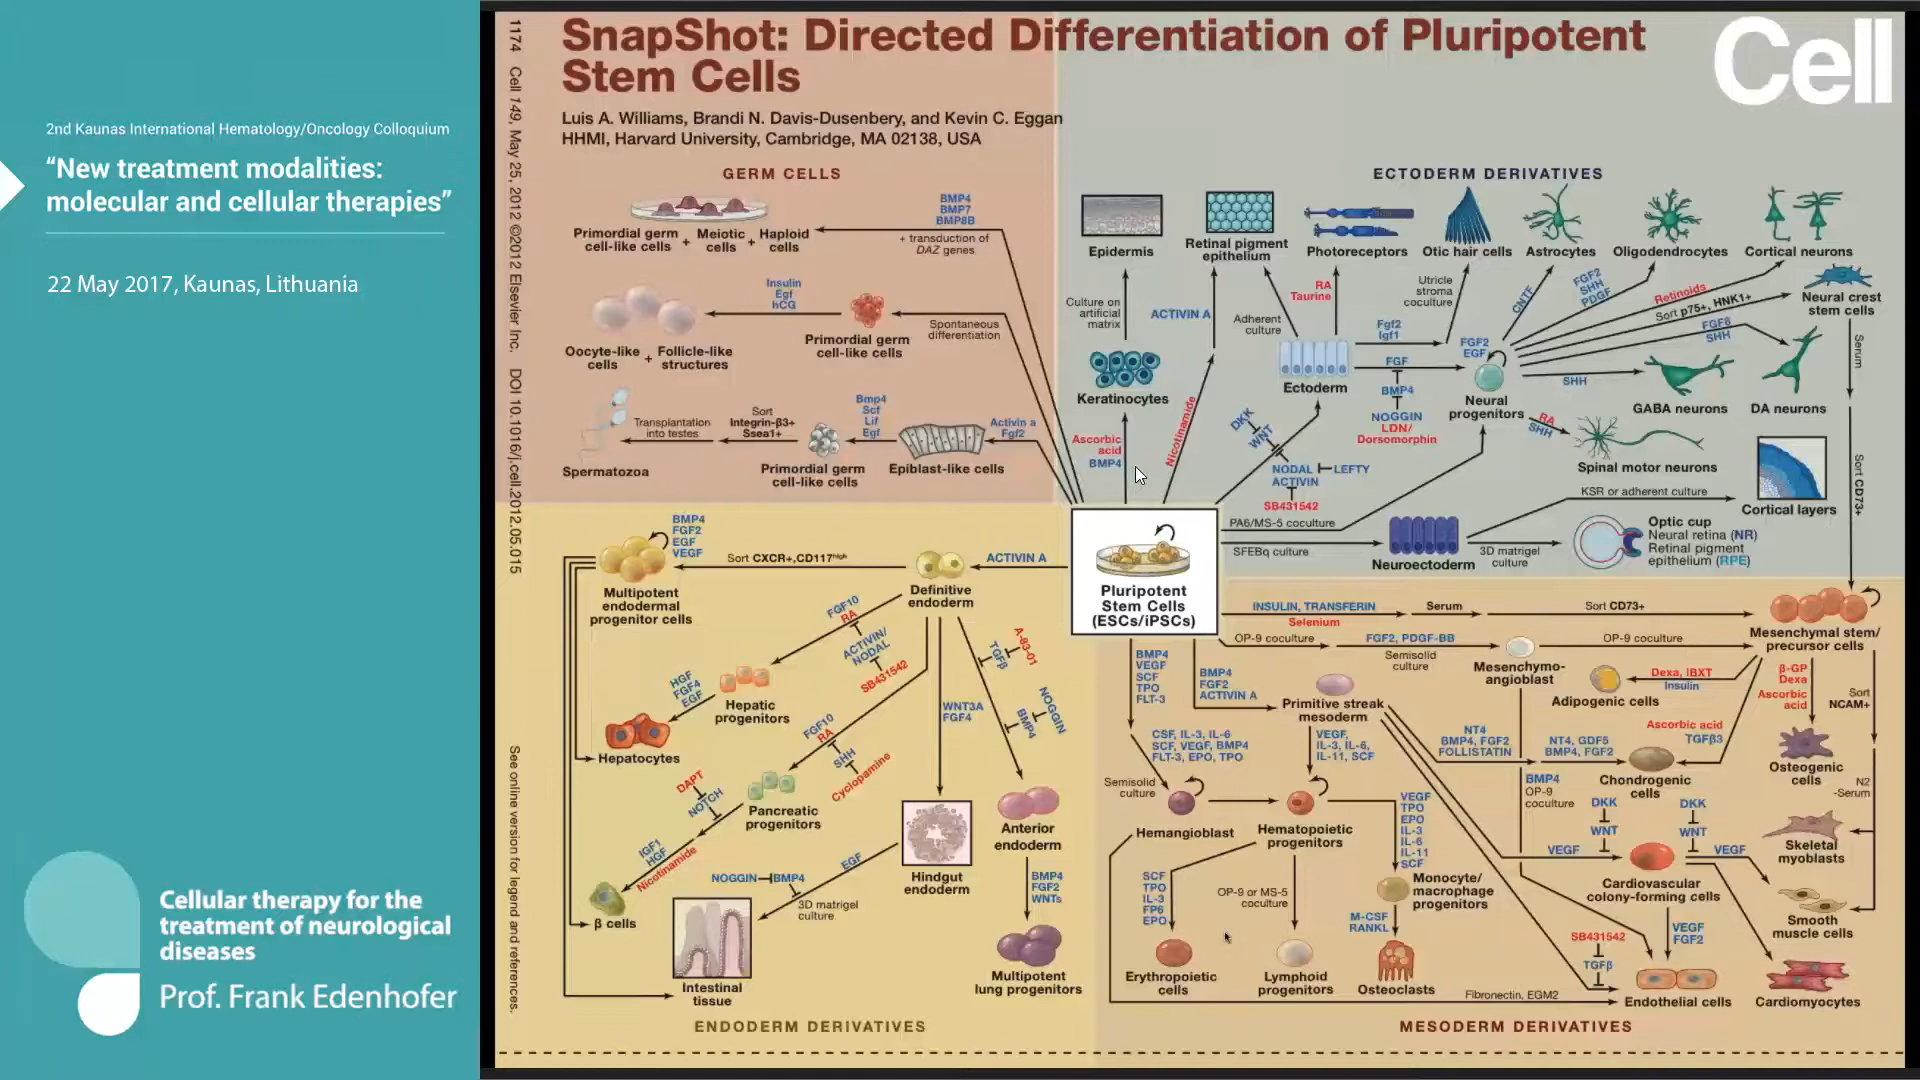 2nd Kaunas International Hematology/Oncology Colloquium
“New treatment modalities:
molecular and cellular therapies”
22 May 2017, Kaunas, Lithuania
Cellular therapy for the
treatment of neurological
diseases
Prof. Frank Edenhofer
1174 Cell 149, May 25, 2012 ©2012 Elsevier Inc. DOI 10.1016/j.cell.2012.05.015
See online version for legend and references.
SnapShot: Directed Differentiation of Pluripotent
Stem Cells
Cell
Luis A. Williams, Brandi N. Davis-Dusenbery, and Kevin C. Eggan
HHMI, Harvard University, Cambridge, MA 02138, USA
GERM CELLS
Primordial germ
cell-like cells
+
Meiotic
cells
+
Haploid
cells
BMP4
BMP7
BMP8B
+ transduction of
DAZ genes
Insulin
Egf
hCG
Oocyte-like
cells
+
Follicle-like
structures
Primordial germ
cell-like cells
Spontaneous
differentiation
Spermatozoa
Transplantation
into testes
Sort
Integrin-β3+
Ssea1+
Primordial germ
cell-like cells
Bmp4
Scf
Lif
Egf
Epiblast-like cells
Activin a
Fgf2
ECTODERM DERIVATIVES
Epidermis
Retinal pigment
epithelium
Photoreceptors
Otic hair cells
Astrocytes
Oligodendrocytes
Cortical neurons
Culture on
artificial
matrix
ACTIVIN A
Adherent
culture
RA
Taurine
Utricle
stroma
coculture
CNTF
FGF2
SHH
PDGF
Retinoids
Sort p75+, HNK1+
Neural crest
stem cells
FGF8
SHH
Serum
Keratinocytes
Ascorbic
acid
BMP4
Nicotinamide
Ectoderm
Fgf2
Igf1
FGF
BMP4
NOGGIN
LDN/
Dorsomorphin
FGF2
EGF
Neural
progenitors
SHH
GABA neurons
DA neurons
RA
SHH
Spinal motor neurons
DKK
WNT
NODAL
ACTIVIN
LEFTY
SB431542
PA6/MS-5 coculture
SFEBq culture
Neuroectoderm
KSR or adherent culture
Cortical layers
3D matrigel
culture
Optic cup
Neural retina (NR)
Retinal pigment
epithelium (RPE)
Sort CD73+
Pluripotent
Stem Cells
(ESCs/iPSCs)
BMP4
FGF2
EGF
VEGF
Multipotent
endodermal
progenitor cells
Sort CXCR+,CD117high
Definitive
endoderm
ACTIVIN A
FGF10
RA
ACTIVIN/
NODAL
SB431542
HGF
FGF4
EGF
Hepatic
progenitors
Hepatocytes
FGF10
RA
SHH
Cyclopamine
DAPT
NOTCH
Pancreatic
progenitors
IGF1
HGF
Nicotinamide
β cells
WNT3A
FGF4
Hindgut
endoderm
A-83-01
TGFβ
NOGGIN
BMP4
Anterior
endoderm
BMP4
FGF2
WNTs
Multipotent
lung progenitors
EGF
NOGGIN
BMP4
3D matrigel
culture
Intestinal
tissue
ENDODERM DERIVATIVES
INSULIN, TRANSFERIN
Selenium
Serum
Sort CD73+
Mesenchymal stem/
precursor cells
OP-9 coculture
FGF2, PDGF-BB
Semisolid
culture
Mesenchymo-
angioblast
OP-9 coculture
BMP4
VEGF
SCF
TPO
FLT-3
BMP4
FGF2
ACTIVIN A
Primitive streak
mesoderm
Adipogenic cells
Dexa, IBXT
Insulin
β-GP
Dexa
Ascorbic
acid
Sort
NCAM+
Ascorbic acid
TGFβ3
Osteogenic
cells
CSF, IL-3, IL-6
SCF, VEGF, BMP4
FLT-3, EPO, TPO
Semisolid
culture
Hemangioblast
VEGF,
IL-3, IL-6,
IL-11, SCF
Hematopoietic
progenitors
NT4
BMP4, FGF2
FOLLISTATIN
NT4, GDF5
BMP4, FGF2
Chondrogenic
cells
BMP4
OP-9
coculture
DKK
WNT
VEGF
DKK
WNT
VEGF
N2
-Serum
Skeletal
myoblasts
Cardiovascular
colony-forming cells
Smooth
muscle cells
VEGF
TPO
EPO
IL-3
IL-6
IL-11
SCF
Monocyte/
macrophage
progenitors
M-CSF
RANKL
Osteoclasts
SCF
TPO
IL-3
FP6
EPO
Erythropoietic
cells
OP-9 or MS-5
coculture
Lymphoid
progenitors
SB431542
TGFβ
VEGF
FGF2
Fibronectin, EGM2
Endothelial cells
Cardiomyocytes
MESODERM DERIVATIVES